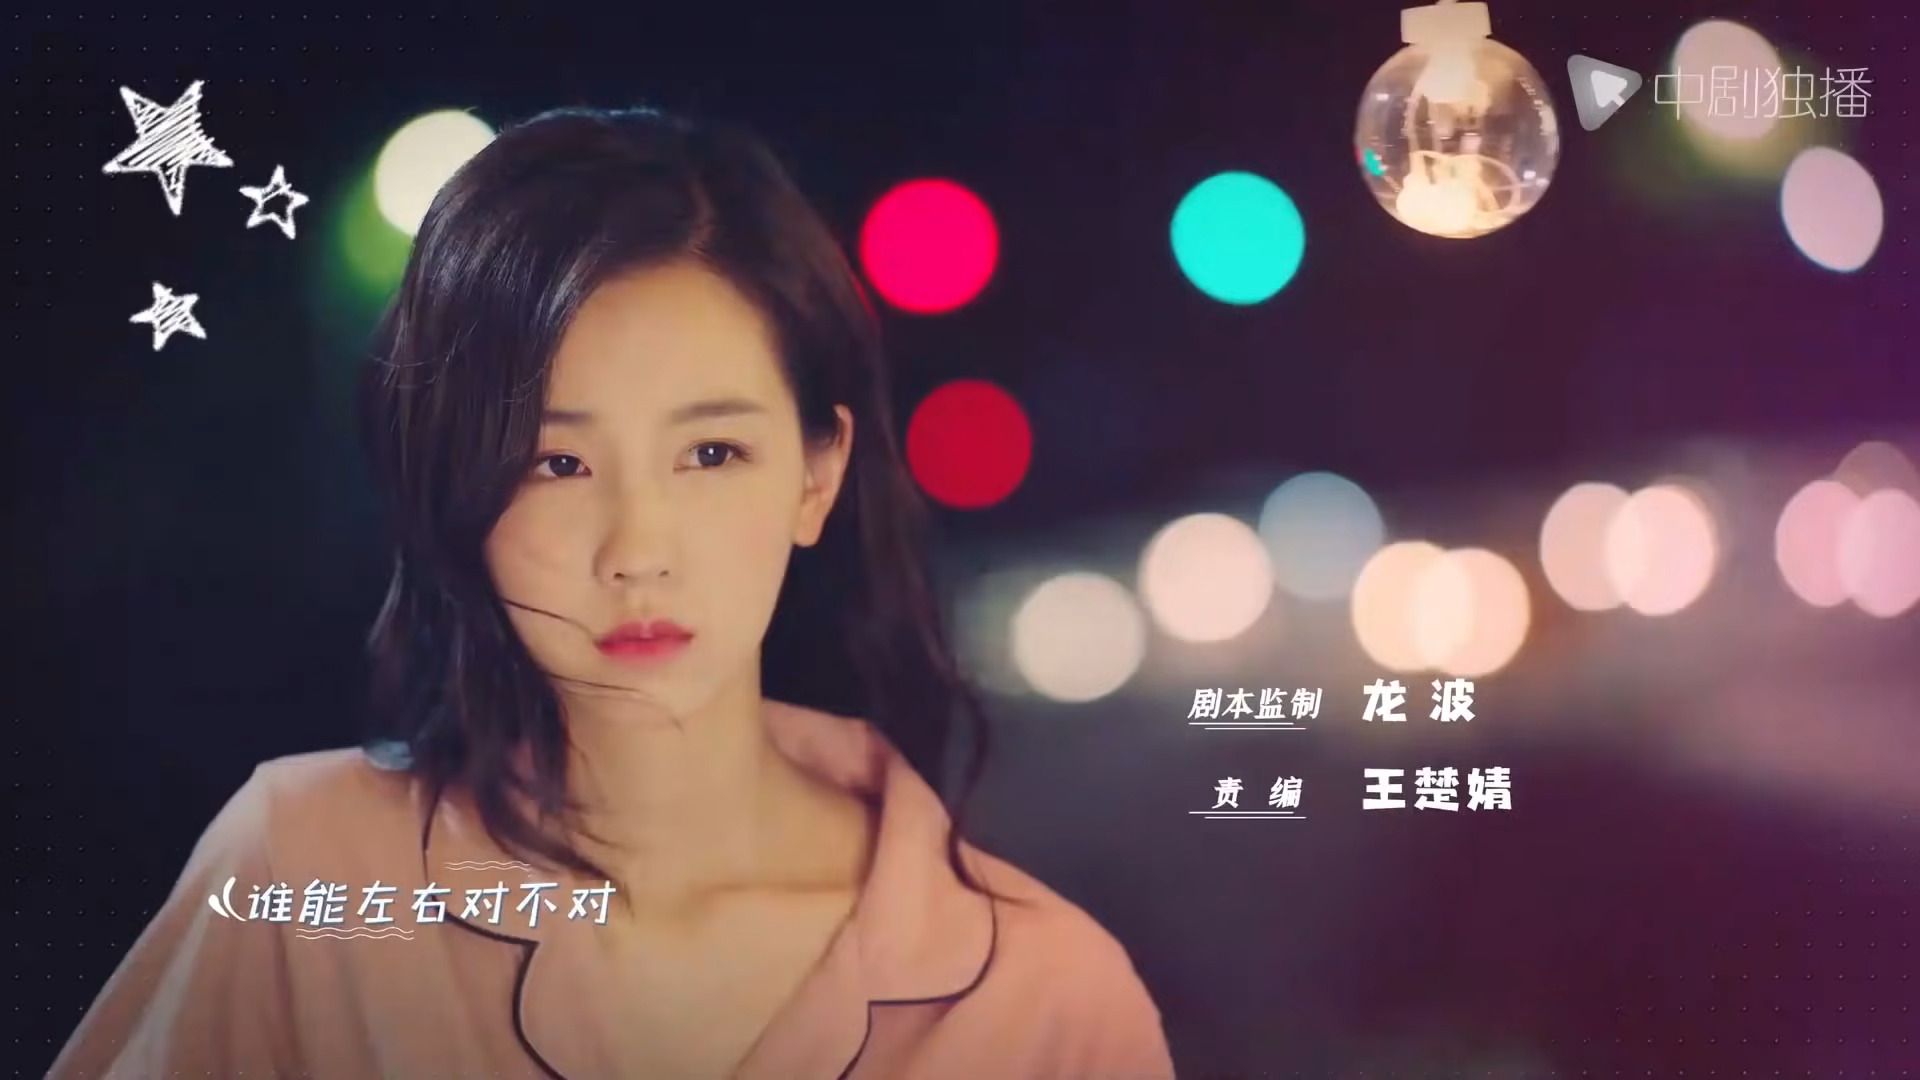 中剧独播
剧本监制 龙波
责编 王楚婧
谁能左右对不对